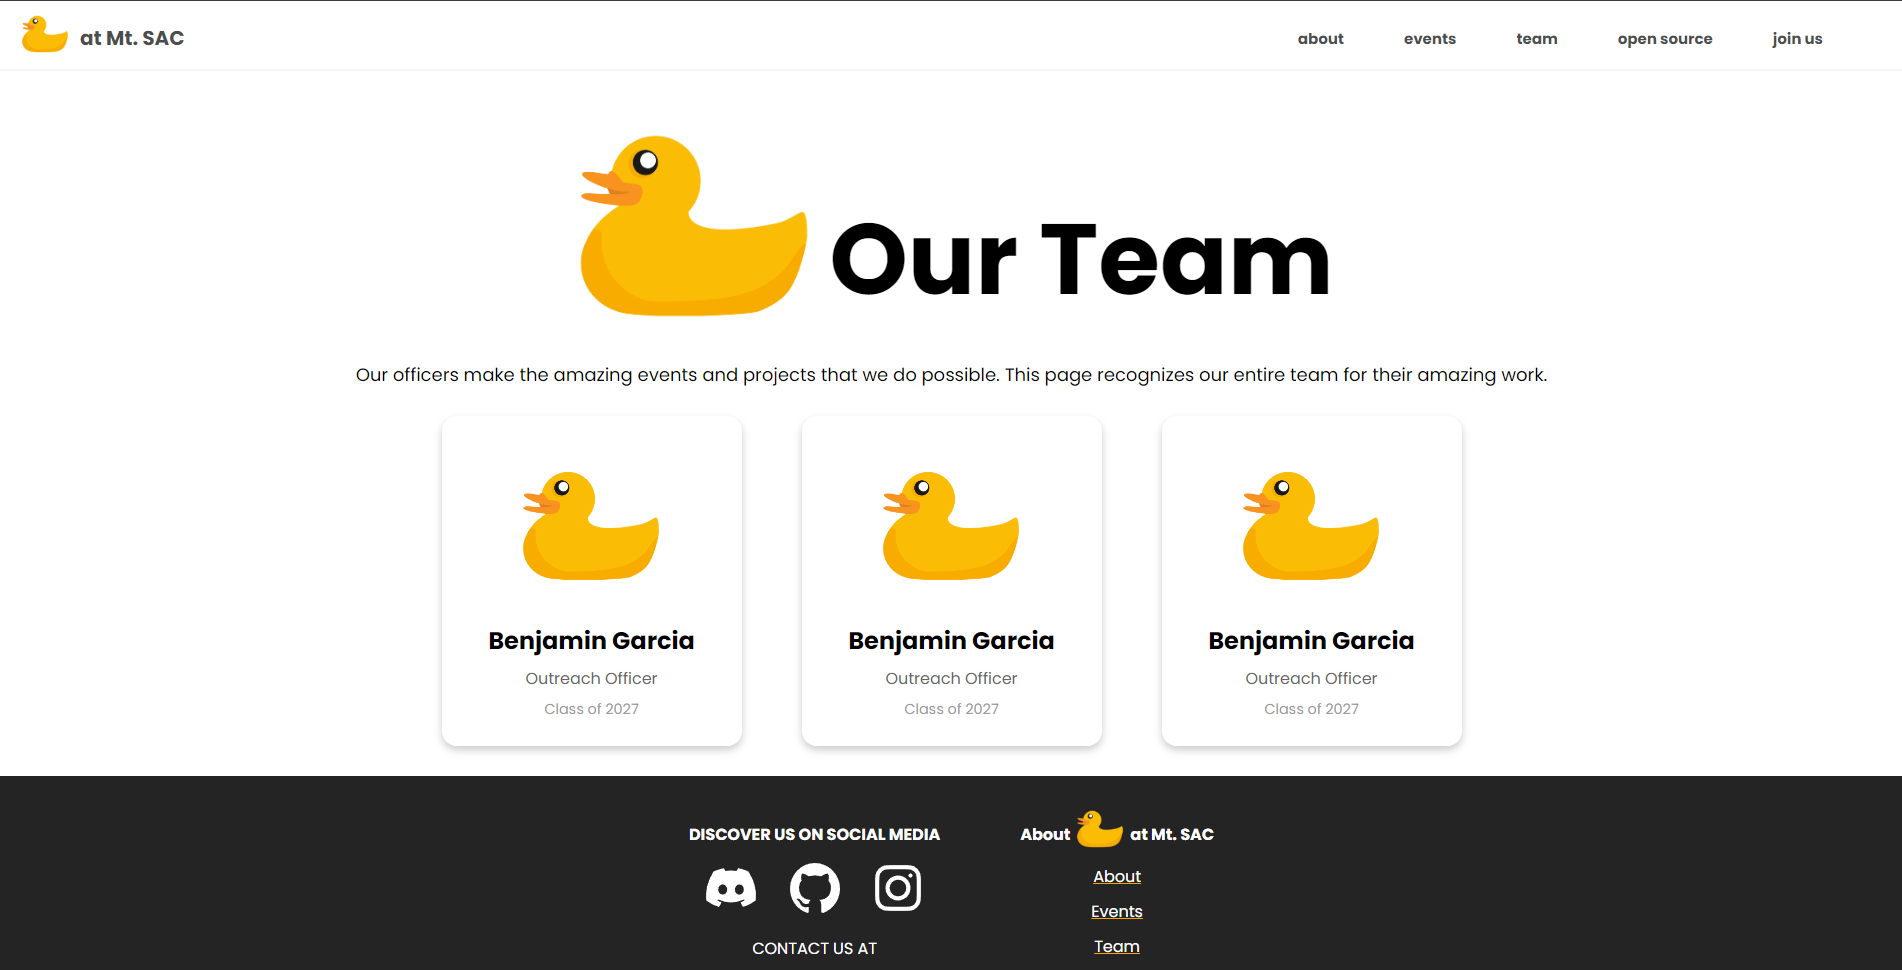 at Mt. SAC
about events team open source join us
Our Team
Our officers make the amazing events and projects that we do possible. This page recognizes our entire team for their amazing work.
Benjamin Garcia
Outreach Officer
Class of 2027
Benjamin Garcia
Outreach Officer
Class of 2027
Benjamin Garcia
Outreach Officer
Class of 2027
DISCOVER US ON SOCIAL MEDIA
CONTACT US AT
About at Mt. SAC
About
Events
Team